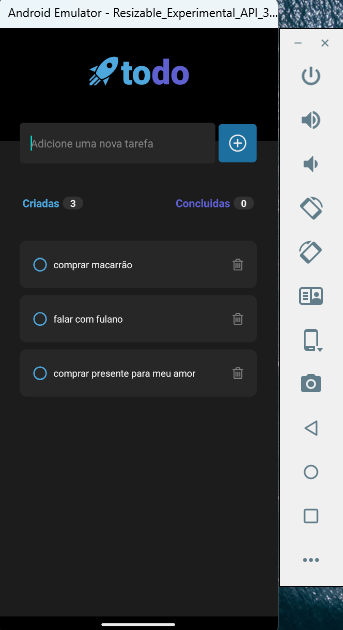 Android Emulator - Resizable_Experimental_API_3...
todo
Adicione uma nova tarefa
Criadas 3
Concluidas 0
comprar macarrão
falar com fulano
comprar presente para meu amor